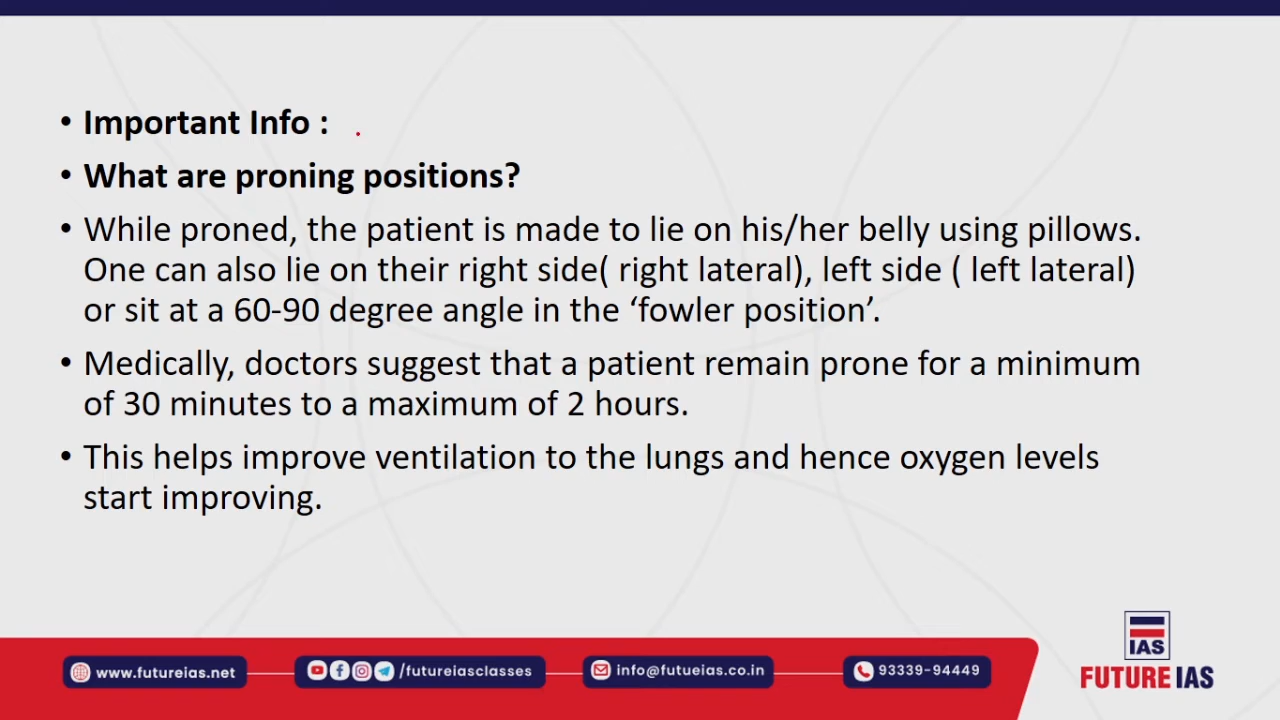 • Important Info :
• What are proning positions?
• While proned, the patient is made to lie on his/her belly using pillows.
One can also lie on their right side( right lateral), left side ( left lateral)
or sit at a 60-90 degree angle in the ‘fowler position’.
• Medically, doctors suggest that a patient remain prone for a minimum
of 30 minutes to a maximum of 2 hours.
• This helps improve ventilation to the lungs and hence oxygen levels
start improving.
www.futureias.net
/futureiasclasses
info@futueias.co.in
93339-94449
IAS
FUTURE IAS